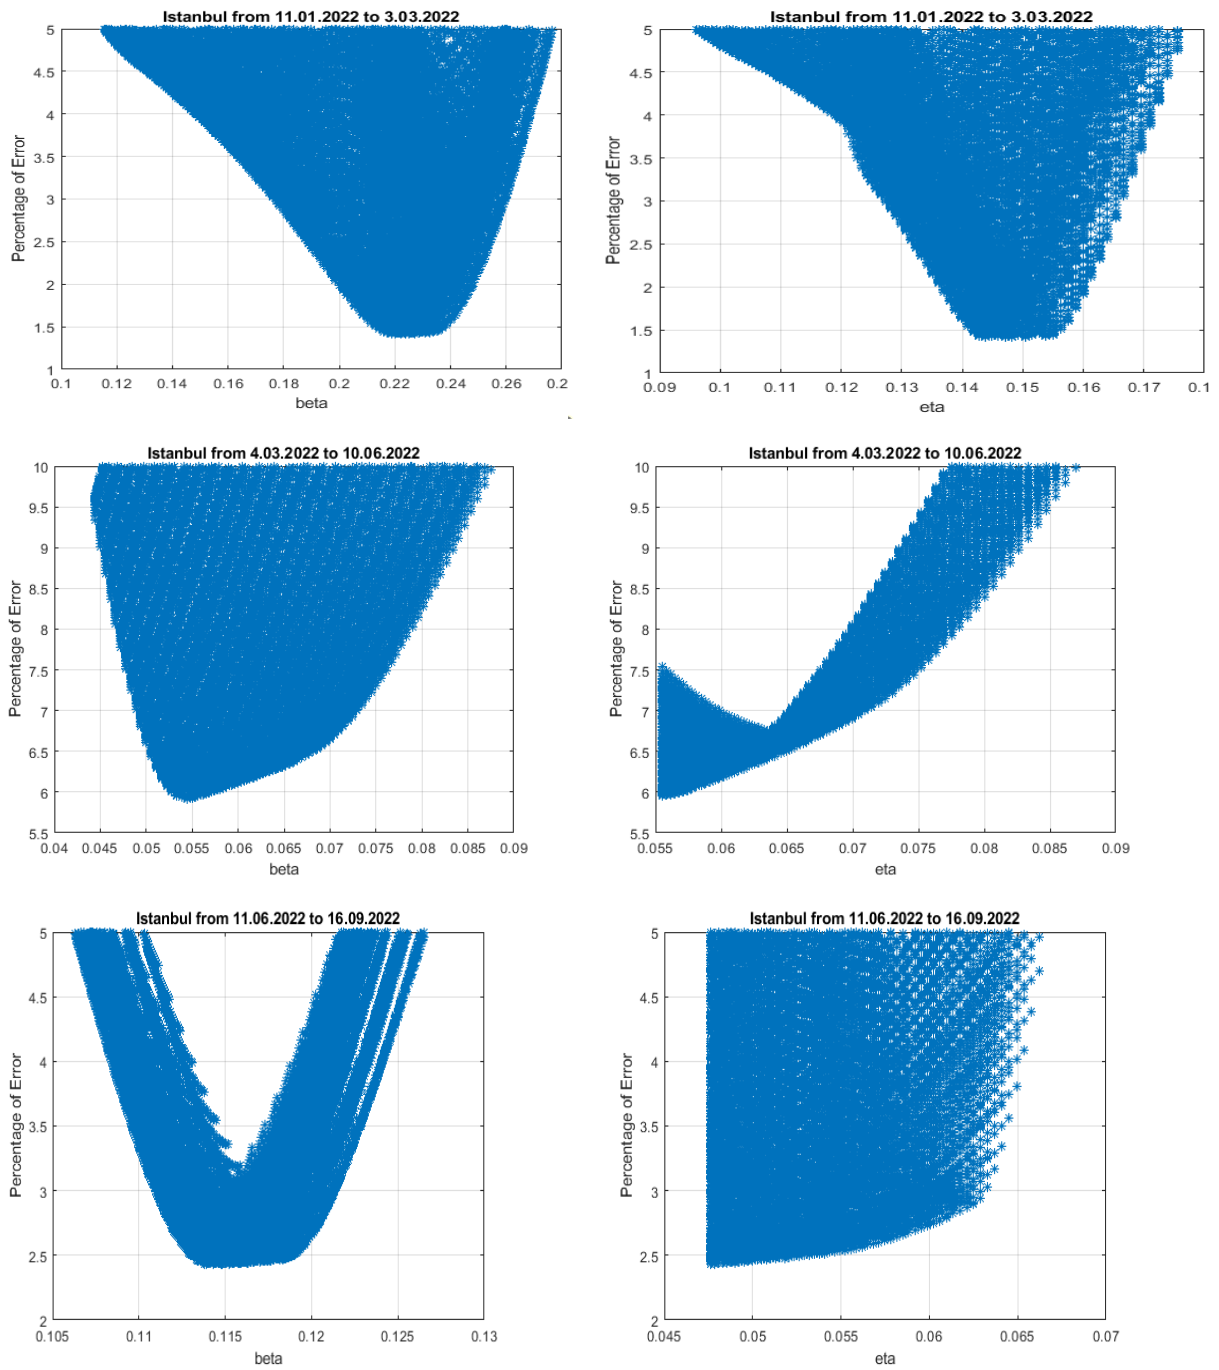 Istanbul from 11.01.2022 to 3.03.2022
5
4.5
4
3.5
3
2.5
2
1.5
1
Percentage of Error
0.1 0.12 0.14 0.16 0.18 0.2 0.22 0.24 0.26 0.2
beta
Istanbul from 11.01.2022 to 3.03.2022
5
4.5
4
3.5
3
2.5
2
1.5
1
Percentage of Error
0.09 0.1 0.11 0.12 0.13 0.14 0.15 0.16 0.17 0.1
eta
Istanbul from 4.03.2022 to 10.06.2022
10
9.5
9
8.5
8
7.5
7
6.5
6
5.5
Percentage of Error
0.04 0.045 0.05 0.055 0.06 0.065 0.07 0.075 0.08 0.085 0.09
beta
Istanbul from 4.03.2022 to 10.06.2022
10
9.5
9
8.5
8
7.5
7
6.5
6
5.5
Percentage of Error
0.055 0.06 0.065 0.07 0.075 0.08 0.085 0.09
eta
Istanbul from 11.06.2022 to 16.09.2022
5
4.5
4
3.5
3
2.5
2
Percentage of Error
0.105 0.11 0.115 0.12 0.125 0.13
beta
Istanbul from 11.06.2022 to 16.09.2022
5
4.5
4
3.5
3
2.5
2
Percentage of Error
0.045 0.05 0.055 0.06 0.065 0.07
eta